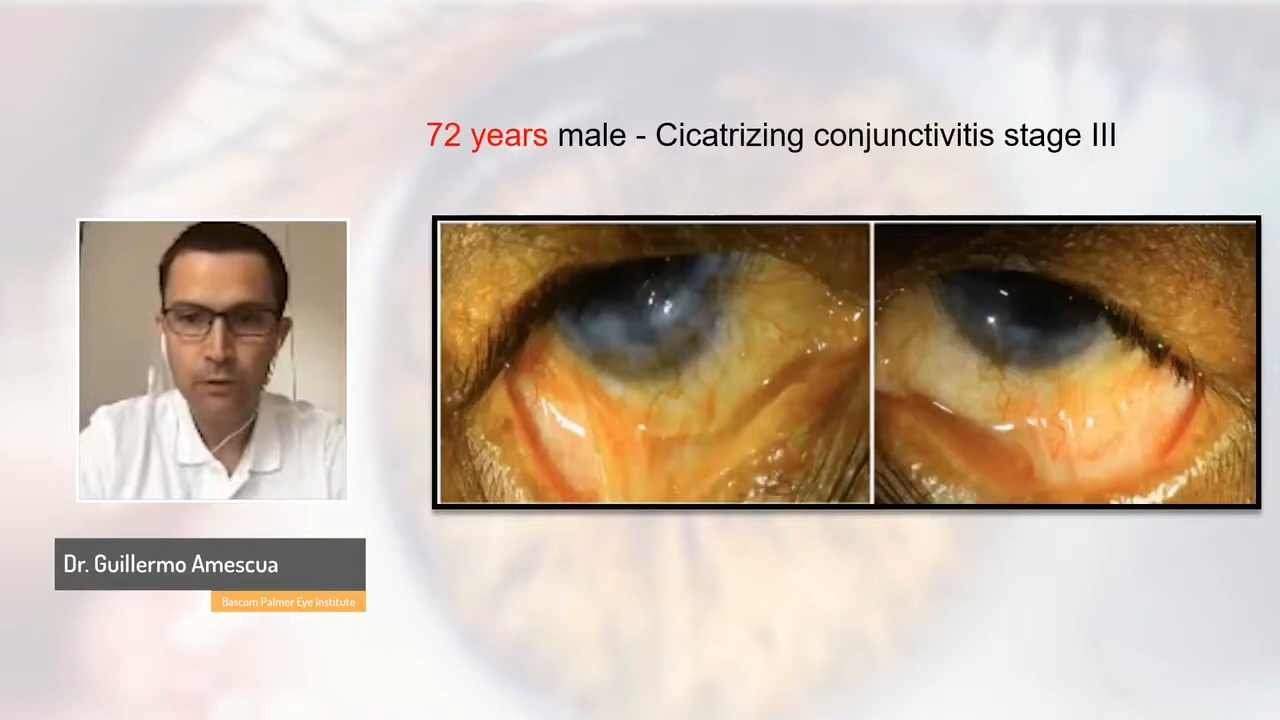 72 years male - Cicatrizing conjunctivitis stage III
Dr. Guillermo Amescua
Bascom Palmer Eye Institute